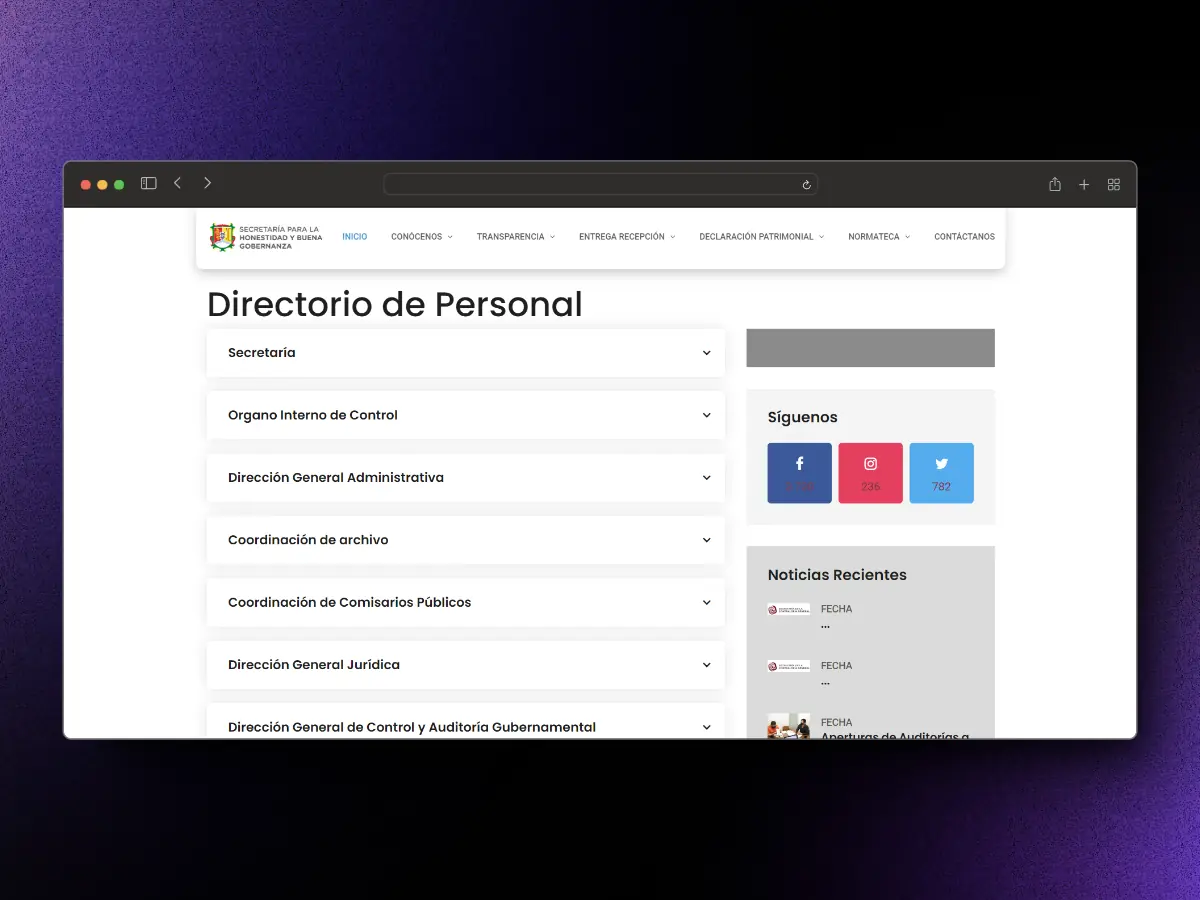 SECRETARÍA PARA LA
HONESTIDAD Y BUENA
GOBERNANZA
INICIO
CONÓCENOS
TRANSPARENCIA
ENTREGA RECEPCIÓN
DECLARACIÓN PATRIMONIAL
NORMATECA
CONTÁCTANOS
Directorio de Personal
Secretaría
Organo Interno de Control
Dirección General Administrativa
Coordinación de archivo
Coordinación de Comisarios Públicos
Dirección General Jurídica
Dirección General de Control y Auditoría Gubernamental
Síguenos
236
782
Noticias Recientes
FECHA
...
FECHA
...
FECHA
Aperturas de Auditorías a